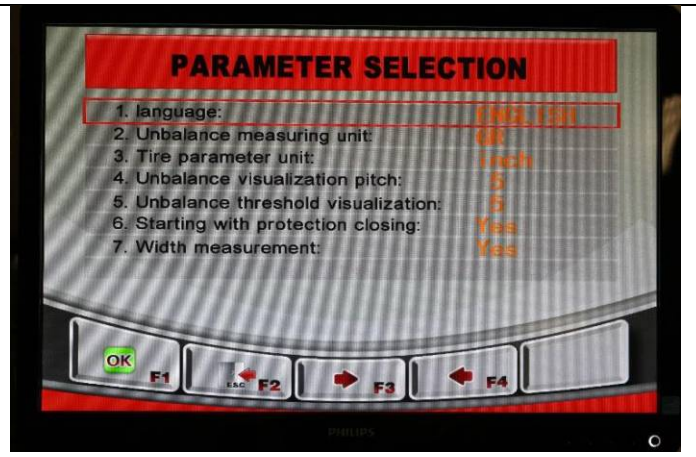 PARAMETER SELECTION
1. language: ENGLISH
2. Unbalance measuring unit: GR
3. Tire parameter unit: inch
4. Unbalance visualization pitch: 5
5. Unbalance threshold visualization: 5
6. Starting with protection closing: Yes
7. Width measurement: Yes
OK F1 ESC F2 F3 F4
PHILIPS